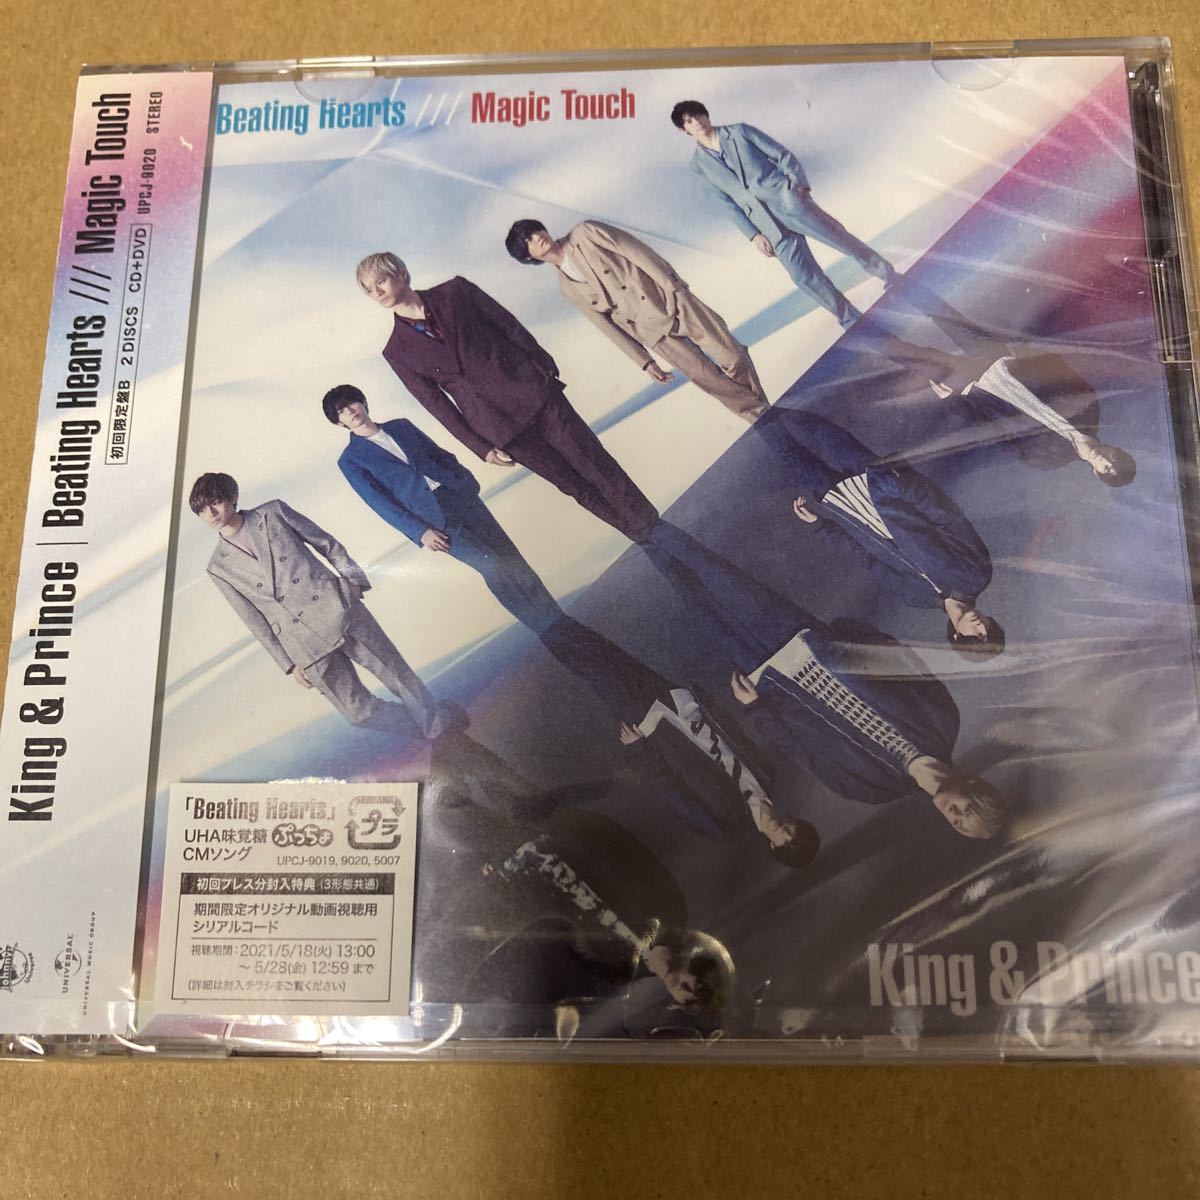 Beating Hearts /// Magic Touch
King & Prince | Beating Hearts /// Magic Touch
初回限定盤B 2 DISCS CD+DVD UPCJ-9020 STEREO
Johnnys' Universe
UNIVERSAL
UNIVERSAL MUSIC GROUP
「Beating Hearts」
UHA味覚糖 ぷっちょ
CMソング
プラ
UPCJ-9019, 9020, 5007
初回プレス分封入特典(3形態共通)
期間限定オリジナル動画視聴用
シリアルコード
視聴期間:2021/5/18(火) 13:00
~ 5/28(金) 12:59 まで
(詳細は封入チラシをご覧ください)
King & Prince